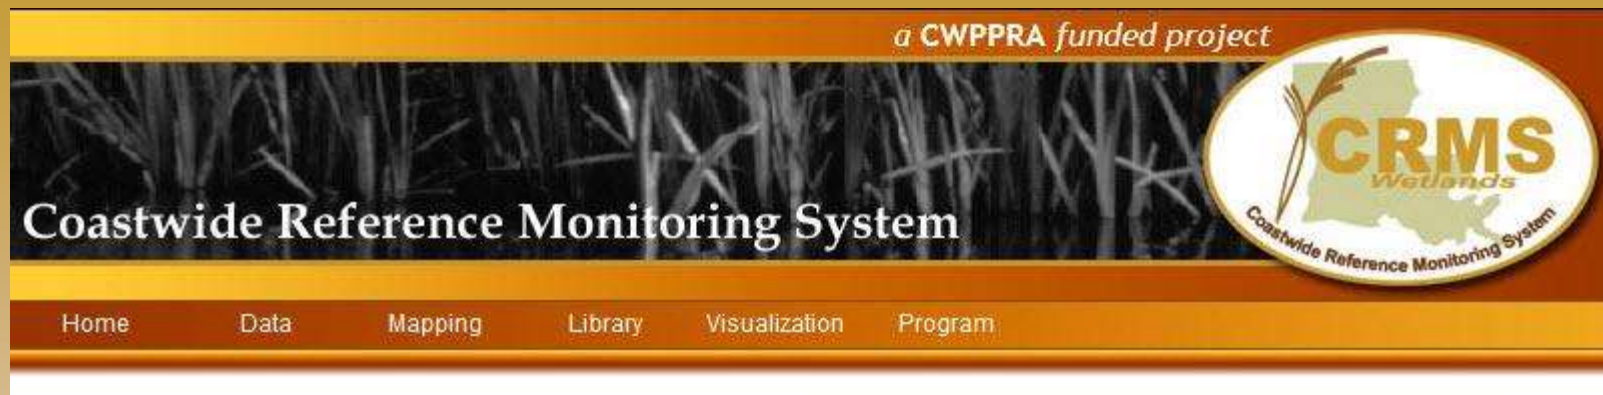 a CWPPRA funded project
CRMS
Wetlands
Coastwide Reference Monitoring System
Coastwide Reference Monitoring System
Home Data Mapping Library Visualization Program